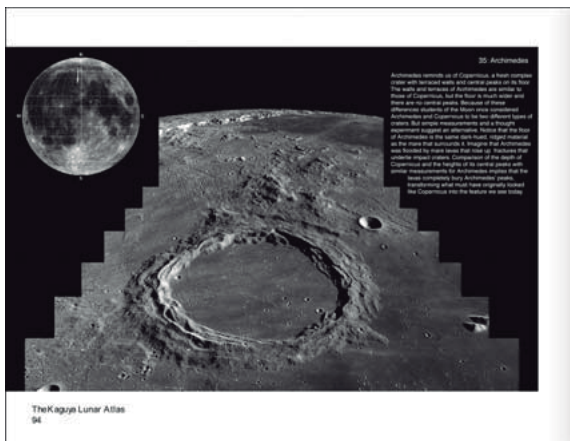 35 Archimedes
Archimedes reminds us of Copernicus, a fresh complex
crater with terraced walls and central peaks on its floor.
The walls and terraces of Archimedes are similar to
those of Copernicus, but the floor is much wider and
there are no central peaks. Because of these
differences students of the Moon once considered
Archimedes and Copernicus to be two different types of
craters. But simple measurements and a thought
experiment suggest an alternative. Notice that the floor
of Archimedes is the same dark-hued, ridged material
as the mare that surrounds it. Imagine that Archimedes
was flooded by mare lavas that rose up fractures that
underlie impact craters. Comparison of the depth of
Copernicus and the heights of its central peaks with
similar measurements for Archimedes implies that the
lavas completely bury Archimedes' peaks,
transforming what must have originally looked
like Copernicus into the feature we see today.
The Kaguya Lunar Atlas
94